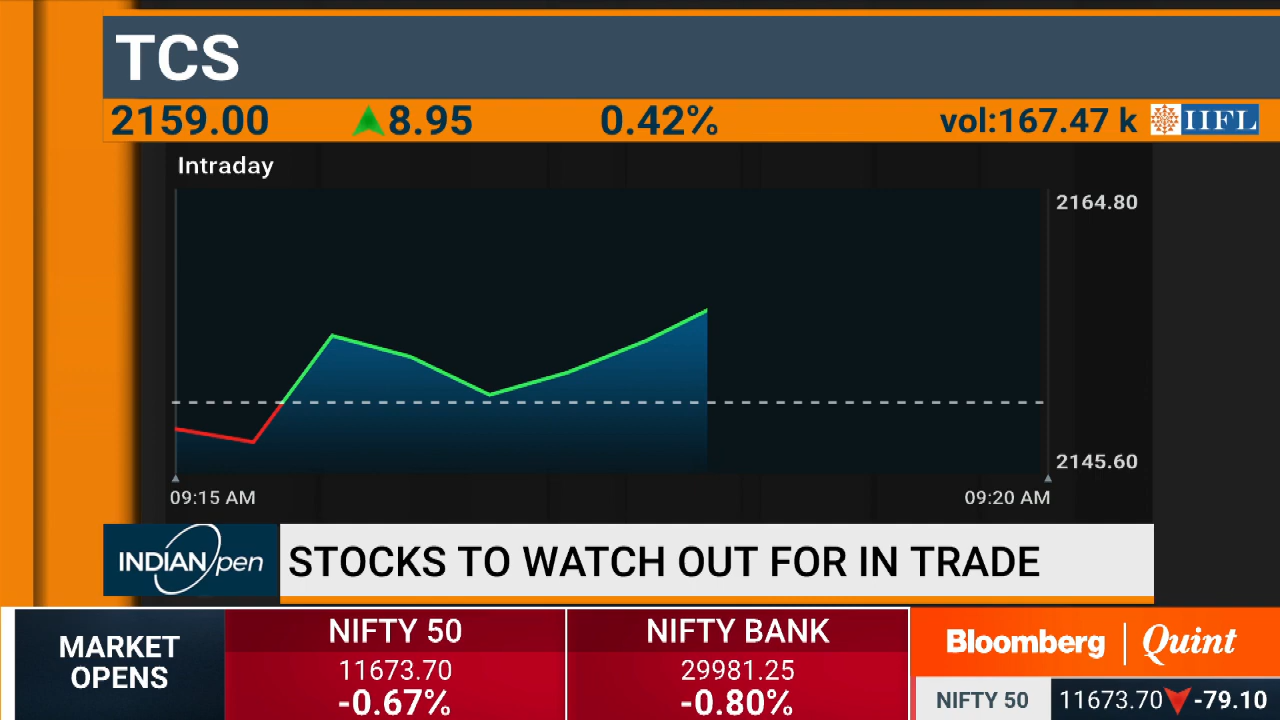 TCS
2159.00 8.95 0.42% vol:167.47 k IIFL
Intraday
2164.80
2145.60
09:15 AM 09:20 AM
INDIAN Open STOCKS TO WATCH OUT FOR IN TRADE
MARKET
OPENS
NIFTY 50
11673.70
-0.67%
NIFTY BANK
29981.25
-0.80%
Bloomberg | Quint
NIFTY 50 11673.70 -79.10